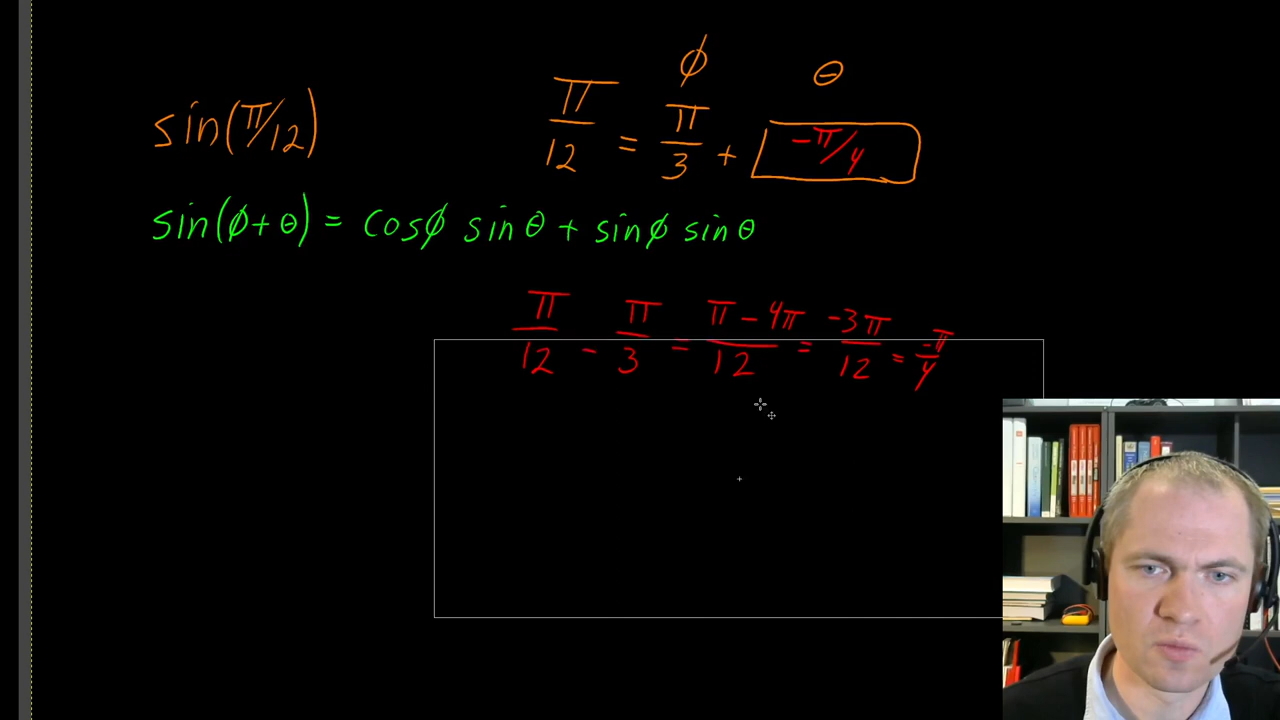 ϕ θ
sin(π/12) π/12 = π/3 + -π/4
sin(ϕ+θ) = cosϕ sinθ + sinϕ sinθ
π/12 - π/3 = π-4π/12 = -3π/12 = -π/4